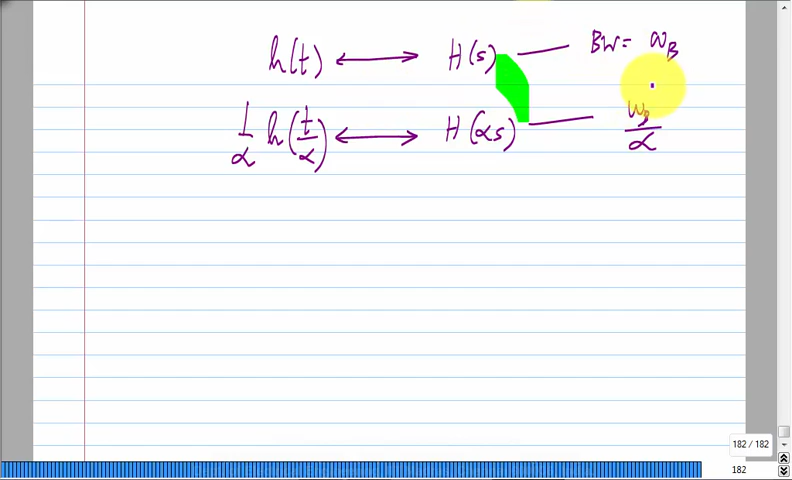 h(t) ⟷ H(s) — BW = ω_B
1/α h(t/α) ⟷ H(αs) — ω_B/α
182 / 182
182